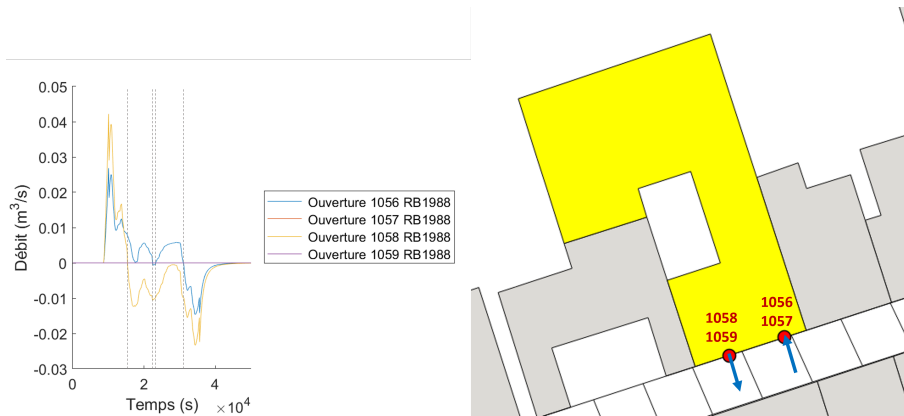 0.05
0.04
0.03
0.02
0.01
0
-0.01
-0.02
-0.03
Débit (m³/s)
0
2
4
Temps (s)
×10⁴
Ouverture 1056 RB1988
Ouverture 1057 RB1988
Ouverture 1058 RB1988
Ouverture 1059 RB1988
1056
1057
1058
1059